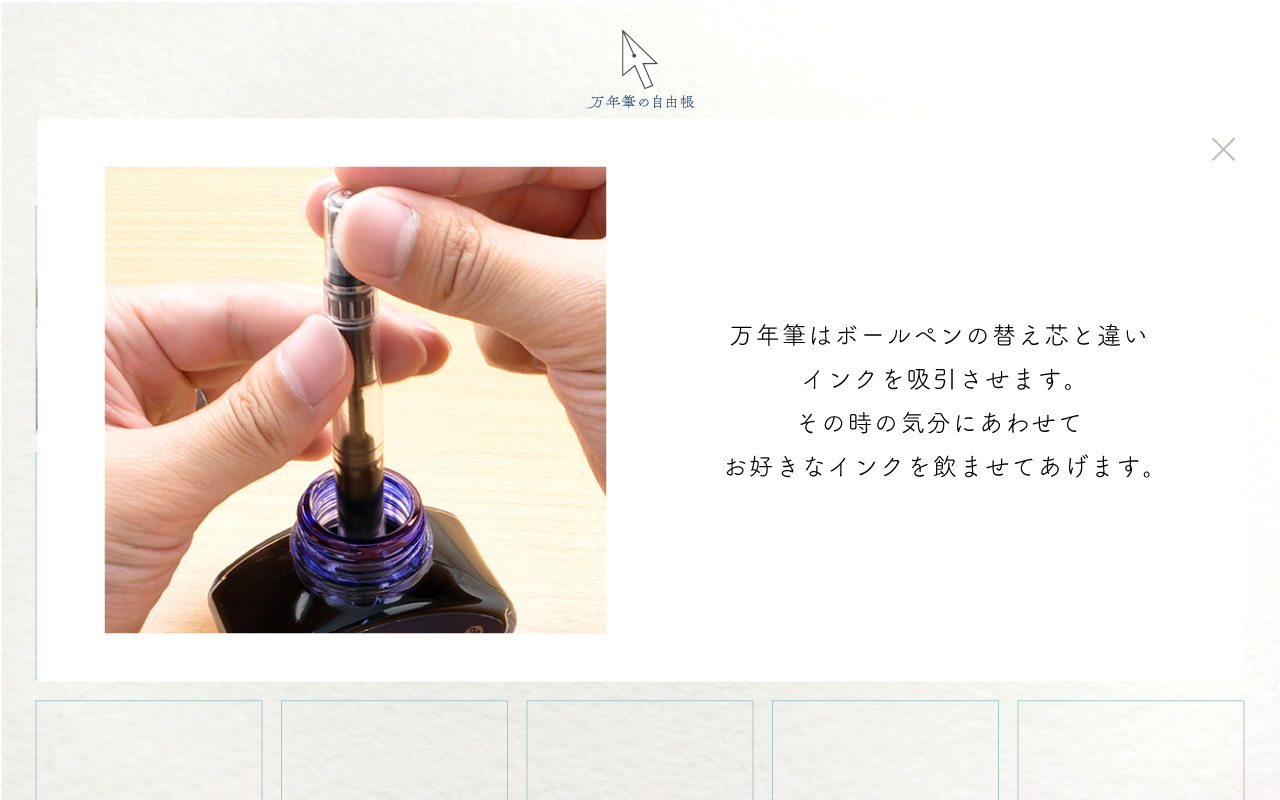 万年筆の自由帳
万年筆はボールペンの替え芯と違い
インクを吸引させます。
その時の気分にあわせて
お好きなインクを飲ませてあげます。